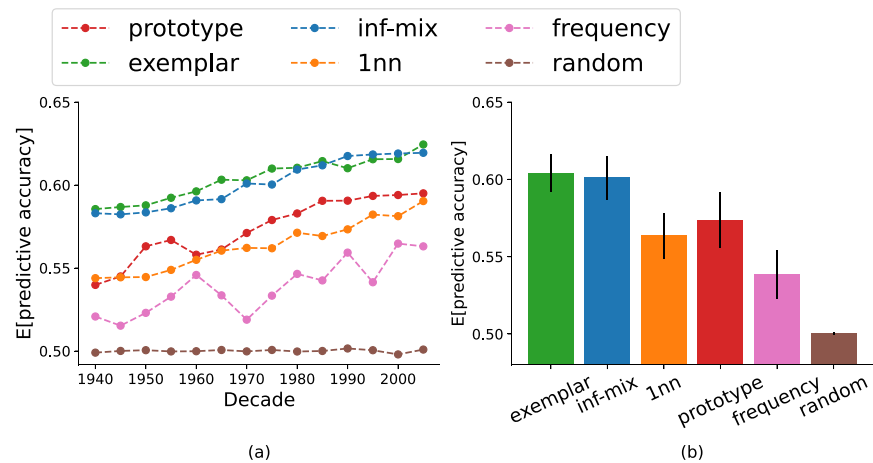 prototype inf-mix frequency
exemplar 1nn random
E[predictive accuracy]
0.65
0.60
0.55
0.50
1940 1950 1960 1970 1980 1990 2000
Decade
(a)
E[predictive accuracy]
0.65
0.60
0.55
0.50
exemplar inf-mix 1nn prototype frequency random
(b)